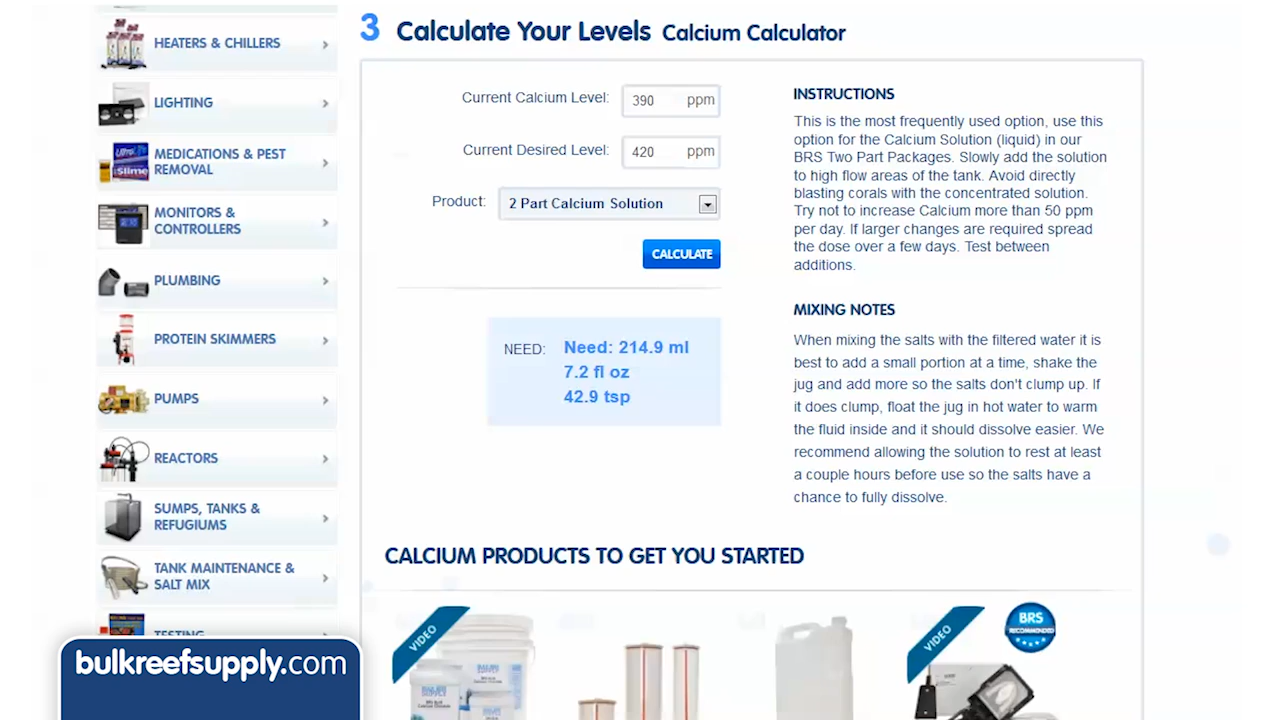 HEATERS & CHILLERS
LIGHTING
MEDICATIONS & PEST
REMOVAL
MONITORS &
CONTROLLERS
PLUMBING
PROTEIN SKIMMERS
PUMPS
REACTORS
SUMPS, TANKS &
REFUGIUMS
TANK MAINTENANCE &
SALT MIX
TESTING
bulkreefsupply.com
3 Calculate Your Levels Calcium Calculator
Current Calcium Level: 390 ppm
Current Desired Level: 420 ppm
Product: 2 Part Calcium Solution
CALCULATE
NEED: Need: 214.9 ml
7.2 fl oz
42.9 tsp
INSTRUCTIONS
This is the most frequently used option, use this
option for the Calcium Solution (liquid) in our
BRS Two Part Packages. Slowly add the solution
to high flow areas of the tank. Avoid directly
blasting corals with the concentrated solution.
Try not to increase Calcium more than 50 ppm
per day. If larger changes are required spread
the dose over a few days. Test between
additions.
MIXING NOTES
When mixing the salts with the filtered water it is
best to add a small portion at a time, shake the
jug and add more so the salts don't clump up. If
it does clump, float the jug in hot water to warm
the fluid inside and it should dissolve easier. We
recommend allowing the solution to rest at least
a couple hours before use so the salts have a
chance to fully dissolve.
CALCIUM PRODUCTS TO GET YOU STARTED
VIDEO
VIDEO
BRS
RECOMMENDED